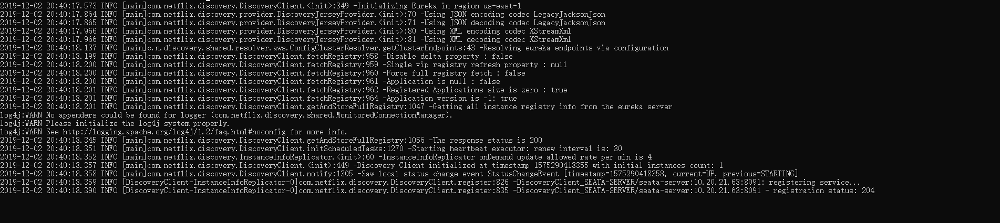 2019-12-02 20:40:17.573 INFO [main]com.netflix.discovery.DiscoveryClient.<init>:349 -Initializing Eureka in region us-east-1
2019-12-02 20:40:17.864 INFO [main]com.netflix.discovery.provider.DiscoveryJerseyProvider.<init>:70 -Using JSON encoding codec LegacyJacksonJson
2019-12-02 20:40:17.865 INFO [main]com.netflix.discovery.provider.DiscoveryJerseyProvider.<init>:71 -Using JSON decoding codec LegacyJacksonJson
2019-12-02 20:40:17.966 INFO [main]com.netflix.discovery.provider.DiscoveryJerseyProvider.<init>:80 -Using XML encoding codec XStreamXml
2019-12-02 20:40:17.966 INFO [main]com.netflix.discovery.provider.DiscoveryJerseyProvider.<init>:81 -Using XML decoding codec XStreamXml
2019-12-02 20:40:18.137 INFO [main]c.n.discovery.shared.resolver.aws.ConfigClusterResolver.getClusterEndpoints:43 -Resolving eureka endpoints via configuration
2019-12-02 20:40:18.199 INFO [main]com.netflix.discovery.DiscoveryClient.fetchRegistry:958 -Disable delta property : false
2019-12-02 20:40:18.200 INFO [main]com.netflix.discovery.DiscoveryClient.fetchRegistry:959 -Single vip registry refresh property : null
2019-12-02 20:40:18.200 INFO [main]com.netflix.discovery.DiscoveryClient.fetchRegistry:960 -Force full registry fetch : false
2019-12-02 20:40:18.200 INFO [main]com.netflix.discovery.DiscoveryClient.fetchRegistry:961 -Application is null : false
2019-12-02 20:40:18.201 INFO [main]com.netflix.discovery.DiscoveryClient.fetchRegistry:962 -Registered Applications size is zero : true
2019-12-02 20:40:18.201 INFO [main]com.netflix.discovery.DiscoveryClient.fetchRegistry:964 -Application version is -1: true
2019-12-02 20:40:18.201 INFO [main]com.netflix.discovery.DiscoveryClient.getAndStoreFullRegistry:1047 -Getting all instance registry info from the eureka server
log4j:WARN No appenders could be found for logger (com.netflix.discovery.shared.MonitoredConnectionManager).
log4j:WARN Please initialize the log4j system properly.
log4j:WARN See http://logging.apache.org/log4j/1.2/faq.html#noconfig for more info.
2019-12-02 20:40:18.345 INFO [main]com.netflix.discovery.DiscoveryClient.getAndStoreFullRegistry:1056 -The response status is 200
2019-12-02 20:40:18.351 INFO [main]com.netflix.discovery.DiscoveryClient.initScheduledTasks:1270 -Starting heartbeat executor: renew interval is: 30
2019-12-02 20:40:18.352 INFO [main]com.netflix.discovery.InstanceInfoReplicator.<init>:60 -InstanceInfoReplicator onDemand update allowed rate per min is 4
2019-12-02 20:40:18.357 INFO [main]com.netflix.discovery.DiscoveryClient.<init>:449 -Discovery Client initialized at timestamp 1575290418355 with initial instances count: 1
2019-12-02 20:40:18.358 INFO [main]com.netflix.discovery.DiscoveryClient.notify:1305 -Saw local status change event StatusChangeEvent [timestamp=1575290418358, current=UP, previous=STARTING]
2019-12-02 20:40:18.359 INFO [DiscoveryClient-InstanceInfoReplicator-0]com.netflix.discovery.DiscoveryClient.register:826 -DiscoveryClient_SEATA-SERVER/seata-server:10.20.21.63:8091: registering service...
2019-12-02 20:40:18.390 INFO [DiscoveryClient-InstanceInfoReplicator-0]com.netflix.discovery.DiscoveryClient.register:835 -DiscoveryClient_SEATA-SERVER/seata-server:10.20.21.63:8091 - registration status: 204